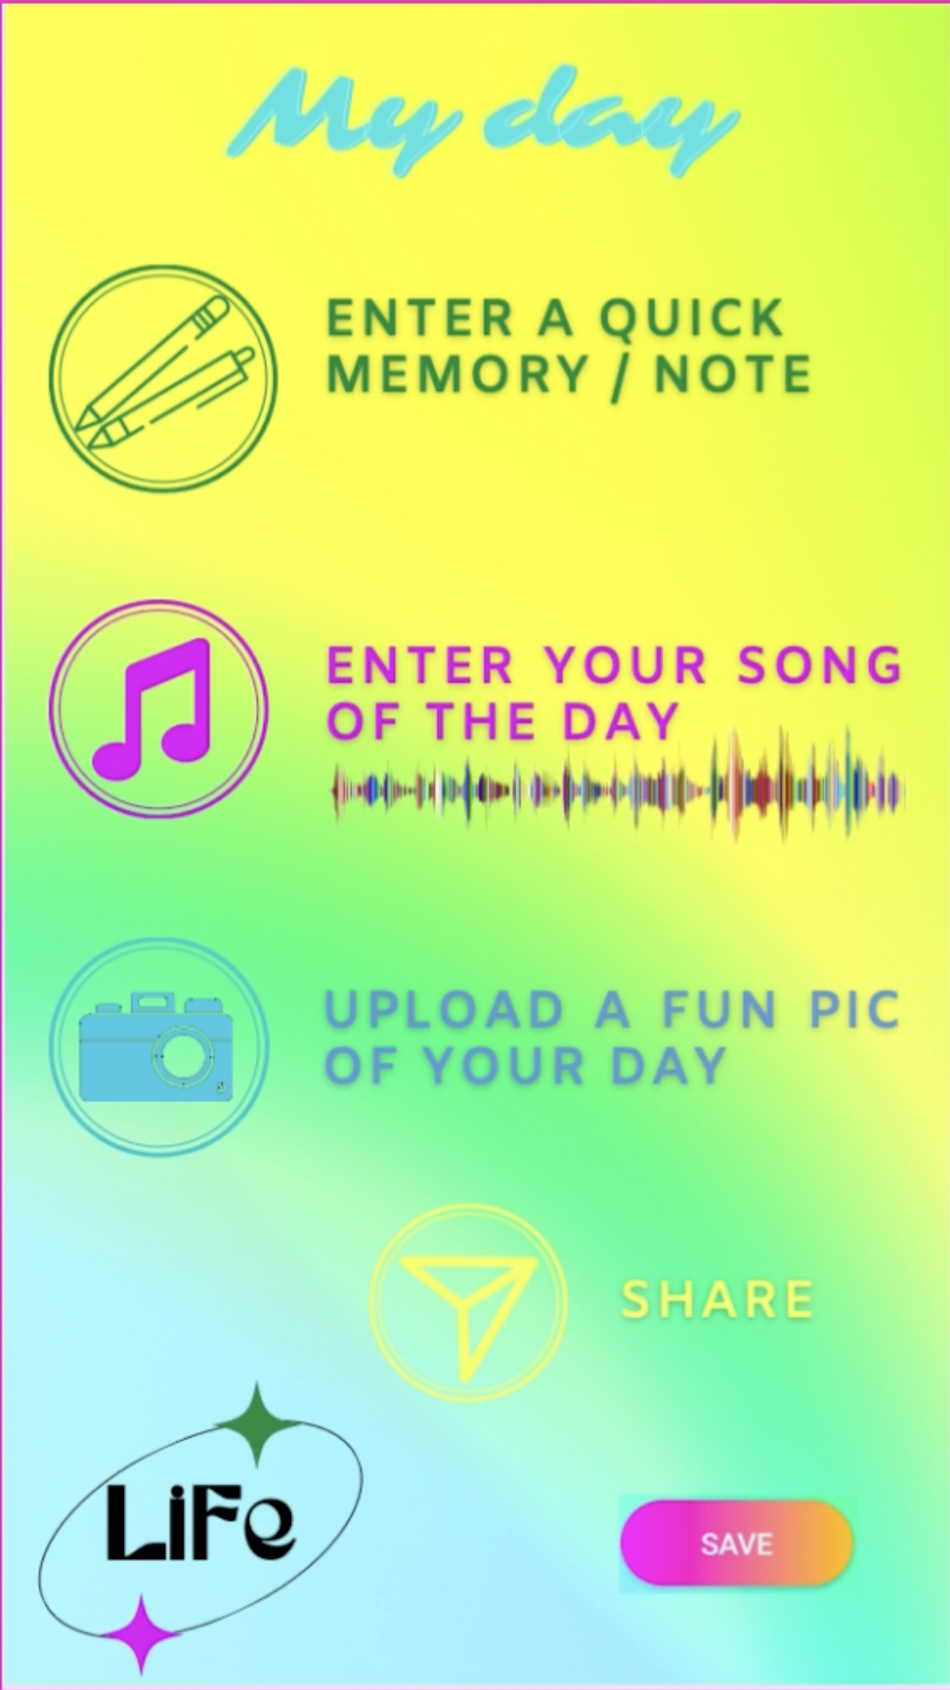 My day
ENTER A QUICK
MEMORY / NOTE
ENTER YOUR SONG
OF THE DAY
UPLOAD A FUN PIC
OF YOUR DAY
SHARE
LiFe
SAVE